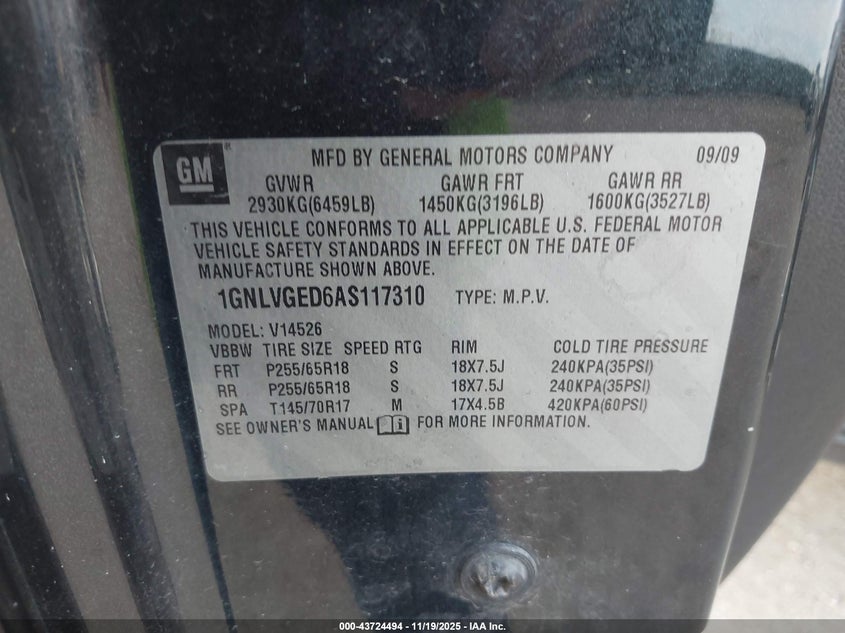 GM ® MFD BY GENERAL MOTORS COMPANY 09/09
GVWR GAWR FRT GAWR RR
2930KG(6459LB) 1450KG(3196LB) 1600KG(3527LB)
THIS VEHICLE CONFORMS TO ALL APPLICABLE U.S. FEDERAL MOTOR
VEHICLE SAFETY STANDARDS IN EFFECT ON THE DATE OF
MANUFACTURE SHOWN ABOVE.
1GNLVGED6AS117310 TYPE: M.P.V.
MODEL: V14526
VBBW TIRE SIZE SPEED RTG RIM COLD TIRE PRESSURE
FRT P255/65R18 S 18X7.5J 240KPA(35PSI)
RR P255/65R18 S 18X7.5J 240KPA(35PSI)
SPA T145/70R17 M 17X4.5B 420KPA(60PSI)
SEE OWNER'S MANUAL i FOR MORE INFORMATION.
000-43724494 - 11/19/2025 - IAA Inc.